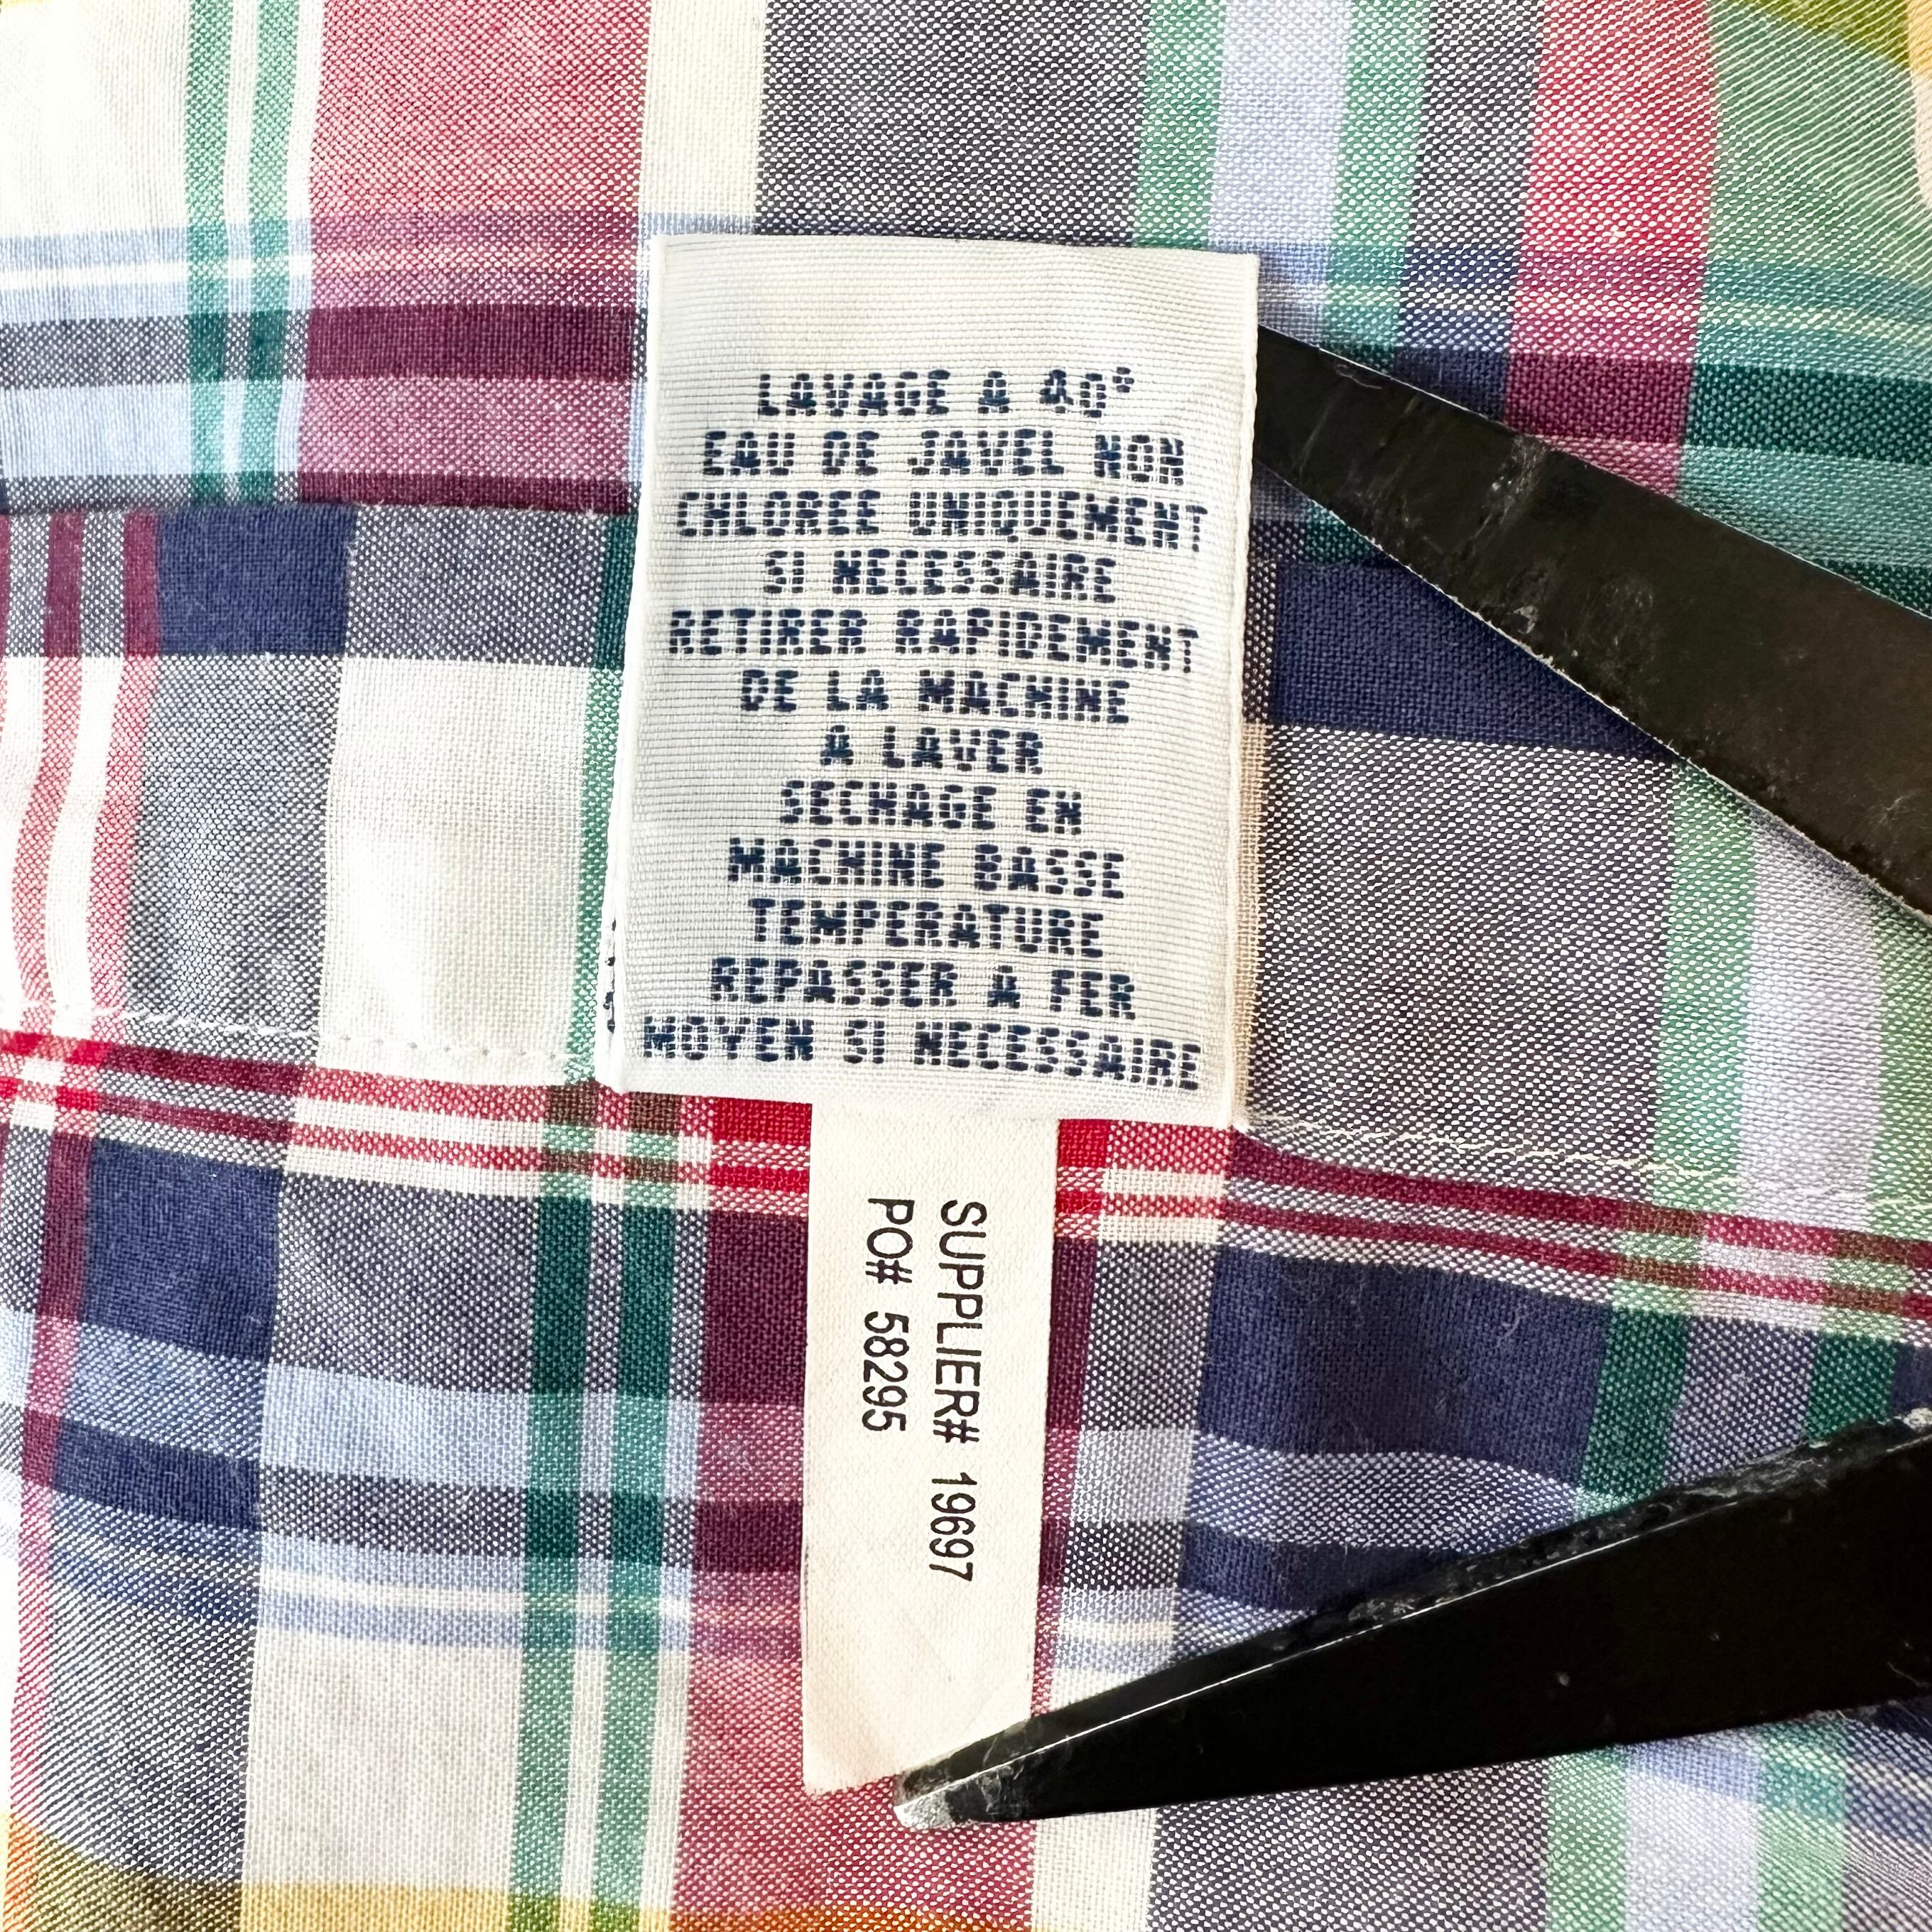 LAVAGE A 40°
EAU DE JAVEL NON
CHLOREE UNIQUEMENT
SI NECESSAIRE
RETIRER RAPIDEMENT
DE LA MACHINE
A LAVER
SECHAGE EN
MACHINE BASSE
TEMPERATURE
REPASSER A FER
MOYEN SI NECESSAIRE
SUPPLIER# 19697
PO# 58295